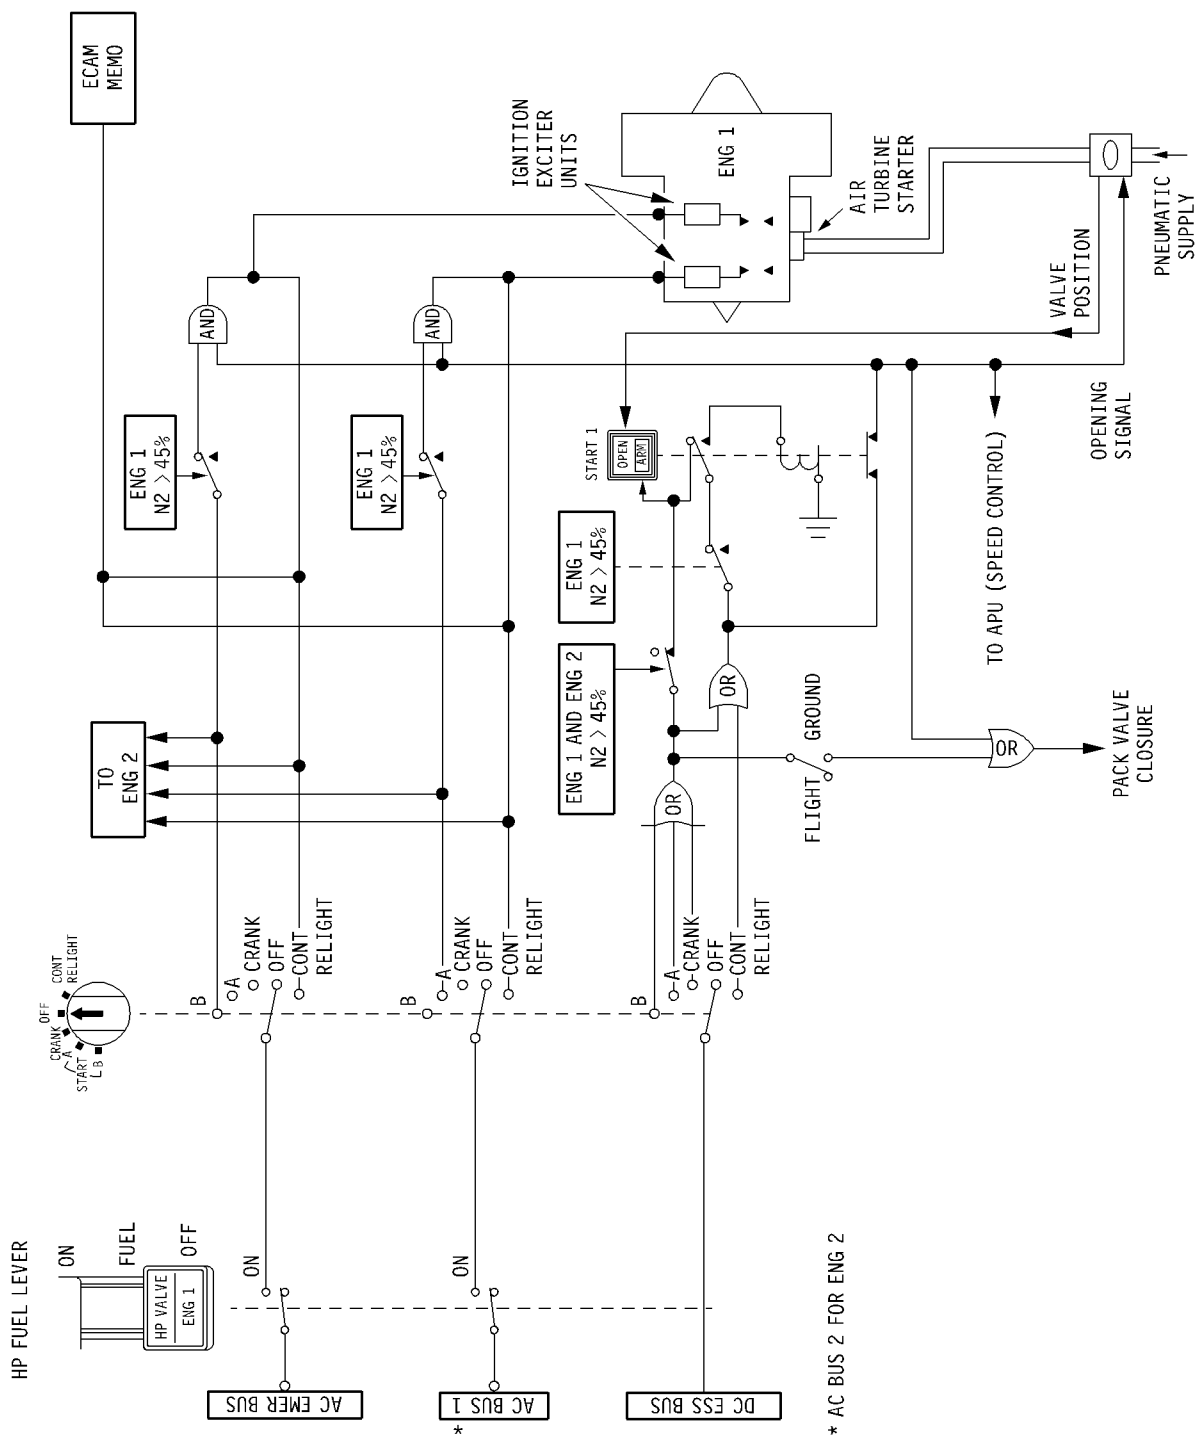 HP FUEL LEVER
ON
FUEL
OFF
HP VALVE
ENG 1
CONT
RELIGHT
OFF
CRANK
A
START
B
ECAM
MEMO
TO
ENG 2
ENG 1
N2 > 45%
AND
ENG 1
N2 > 45%
AND
IGNITION
EXCITER
UNITS
ENG 1
AIR
TURBINE
STARTER
PNEUMATIC
SUPPLY
VALVE
POSITION
OPENING
SIGNAL
START 1
OPEN
ARM
ENG 1
N2 > 45%
ENG 1 AND ENG 2
N2 > 45%
OR
OR
OR
GROUND
FLIGHT
TO APU (SPEED CONTROL)
PACK VALVE
CLOSURE
B
A
CRANK
OFF
CONT
RELIGHT
B
A
CRANK
OFF
CONT
RELIGHT
B
A
CRANK
OFF
CONT
RELIGHT
ON
ON
AC EMER BUS
AC BUS 1
*
DC ESS BUS
* AC BUS 2 FOR ENG 2